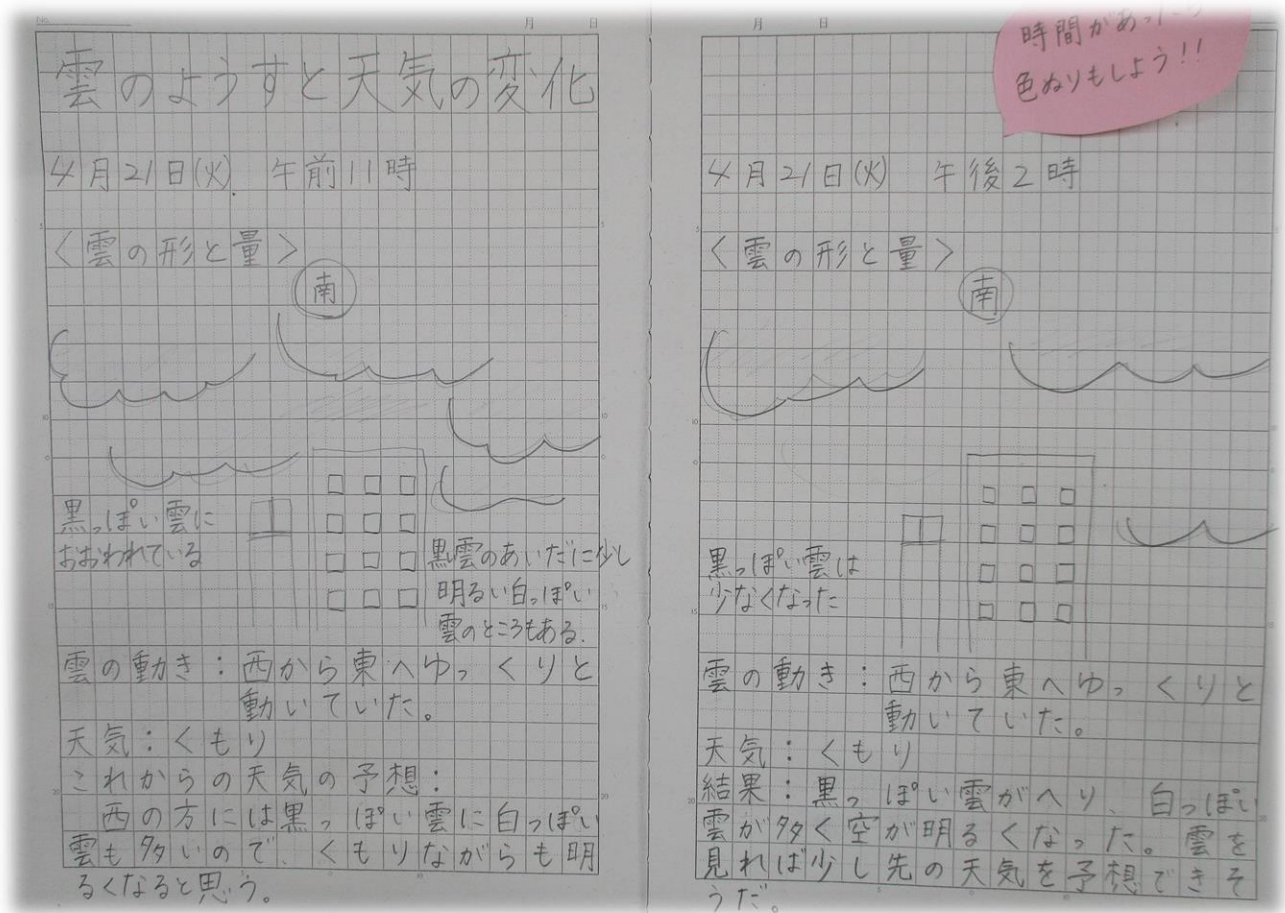 No.
月 日
雲のようすと天気の変化
4月21日(火) 午前11時
〈雲の形と量〉
南
黒っぽい雲に
おおわれている
黒雲のあいだに少し
明るい白っぽい
雲のところもある.
雲の動き:西から東へゆっくりと
動いていた。
天気:くもり
これからの天気の予想:
西の方には黒っぽい雲に白っぽい
雲も多いので、くもりながらも明
るくなると思う。
月 日
時間があったら
色ぬりもしよう!!
4月21日(火) 午後2時
〈雲の形と量〉
南
黒っぽい雲は
少なくなった
雲の動き:西から東へゆっくりと
動いていた。
天気:くもり
結果:黒っぽい雲がへり、白っぽい
雲が多く空が明るくなった。雲を
見れば少し先の天気を予想できそ
うだ。